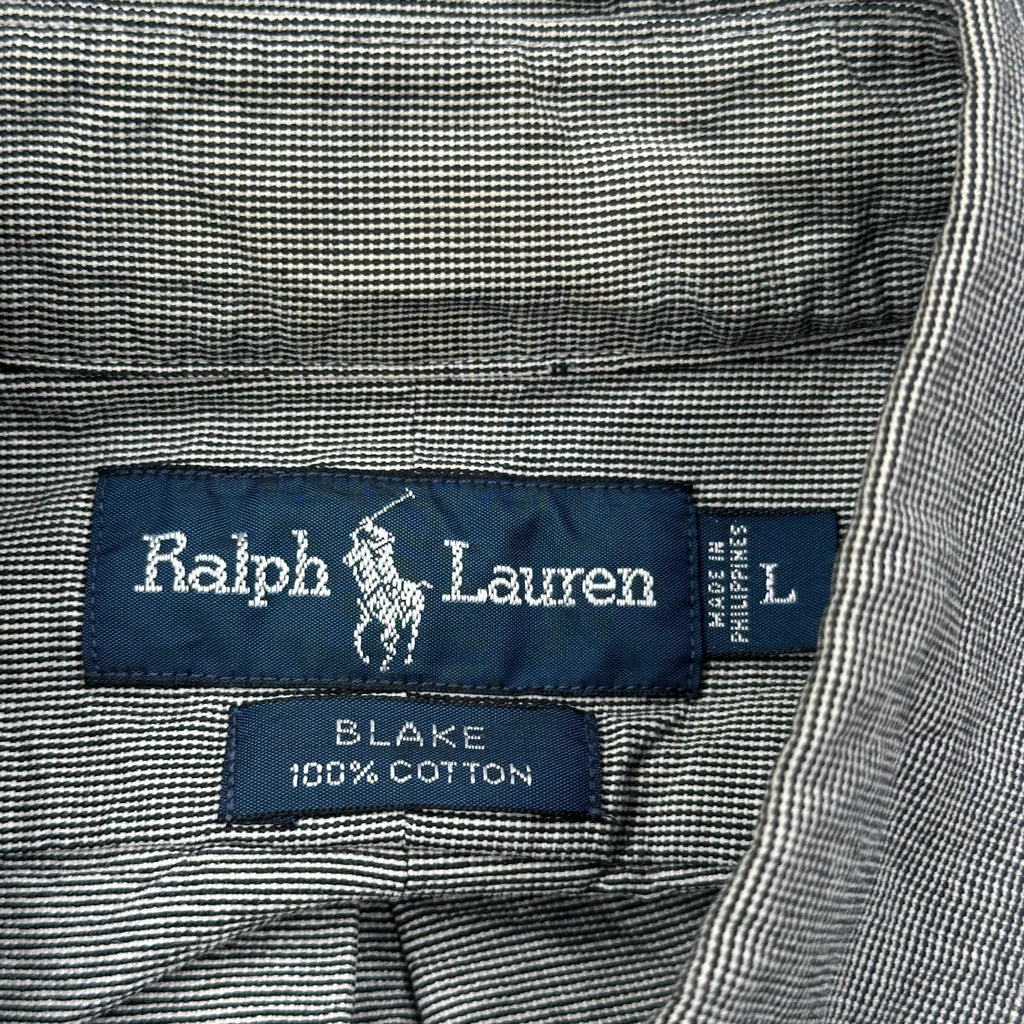 Ralph Lauren
MADE IN
PHILIPPINES
L
BLAKE
100% COTTON